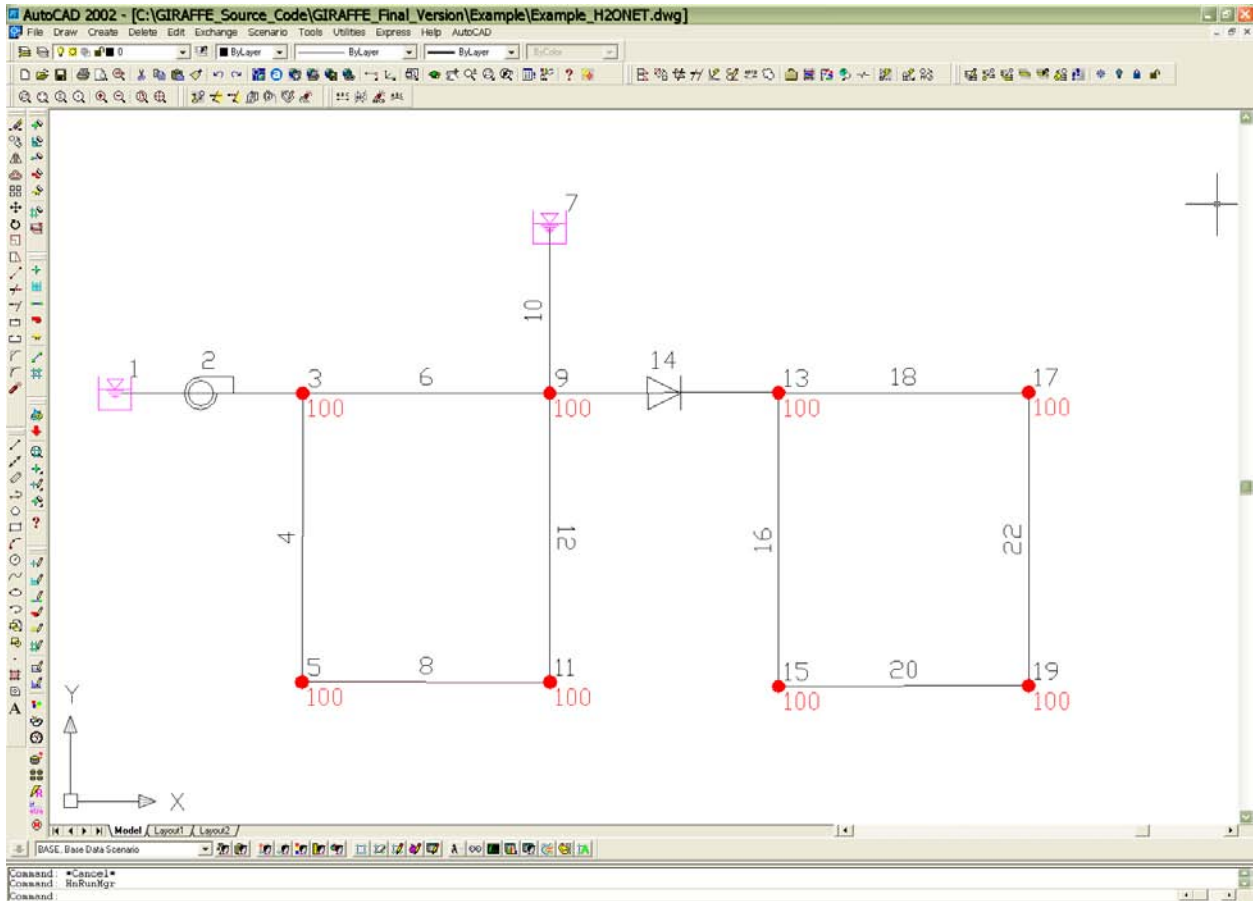 AutoCAD 2002 - [C:\GIRAFFE_Source_Code\GIRAFFE_Final_Version\Example\Example_H2ONET.dwg]
File Draw Create Delete Edit Exchange Scenario Tools Utilities Express Help AutoCAD
0 ByLayer ByLayer ByLayer ByColor
7
10
1 2 3 6 9 14 13 18 17
100 100 100 100
4 12 16 22
5 8 11 15 20 19
100 100 100 100
Y
A
X
Model Layout1 Layout2
BASE, Base Data Scenario
Command: *Cancel*
Command: HnRunMgr
Command: